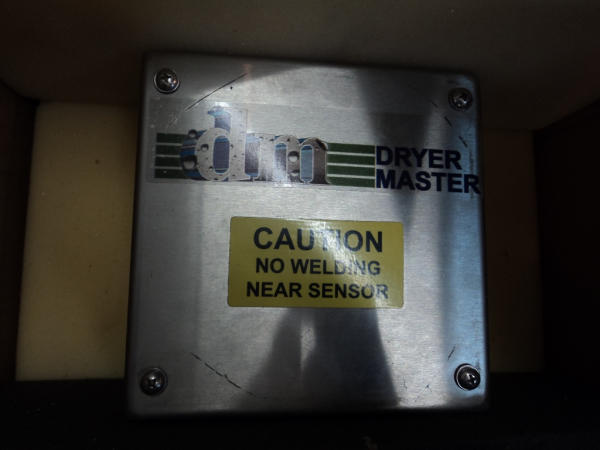 dm
DRYER
MASTER
CAUTION
NO WELDING
NEAR SENSOR